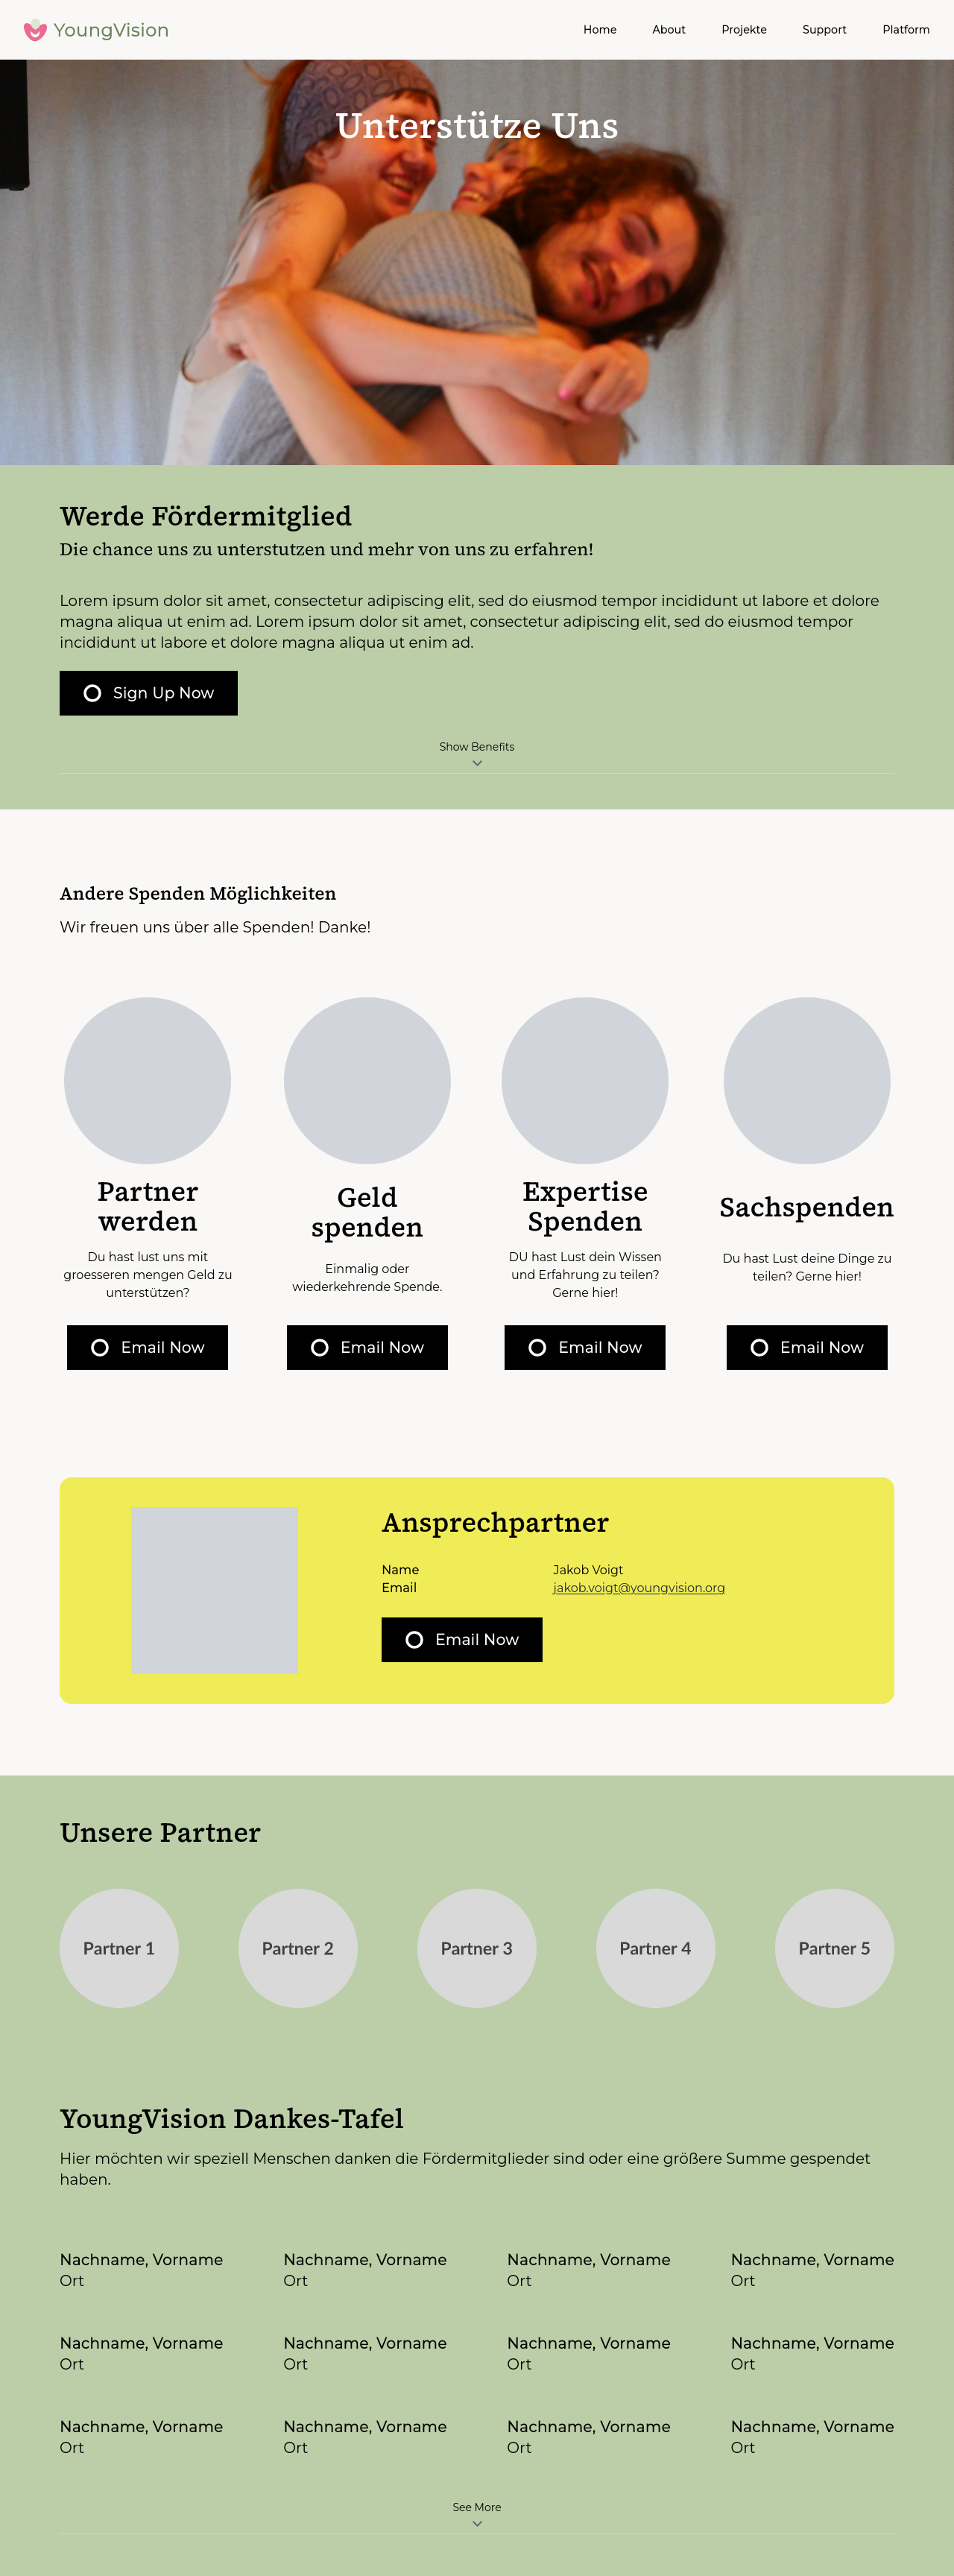 YoungVision
Home
About
Projekte
Support
Platform
Unterstütze Uns
Werde Fördermitglied
Die chance uns zu unterstutzen und mehr von uns zu erfahren!
Lorem ipsum dolor sit amet, consectetur adipiscing elit, sed do eiusmod tempor incididunt ut labore et dolore
magna aliqua ut enim ad. Lorem ipsum dolor sit amet, consectetur adipiscing elit, sed do eiusmod tempor
incididunt ut labore et dolore magna aliqua ut enim ad.
Sign Up Now
Show Benefits
Andere Spenden Möglichkeiten
Wir freuen uns über alle Spenden! Danke!
Partner
werden
Du hast lust uns mit
groesseren mengen Geld zu
unterstützen?
Email Now
Geld
spenden
Einmalig oder
wiederkehrende Spende.
Email Now
Expertise
Spenden
DU hast Lust dein Wissen
und Erfahrung zu teilen?
Gerne hier!
Email Now
Sachspenden
Du hast Lust deine Dinge zu
teilen? Gerne hier!
Email Now
Ansprechpartner
Name Jakob Voigt
Email jakob.voigt@youngvision.org
Email Now
Unsere Partner
Partner 1
Partner 2
Partner 3
Partner 4
Partner 5
YoungVision Dankes-Tafel
Hier möchten wir speziell Menschen danken die Fördermitglieder sind oder eine größere Summe gespendet
haben.
Nachname, Vorname
Ort
Nachname, Vorname
Ort
Nachname, Vorname
Ort
Nachname, Vorname
Ort
Nachname, Vorname
Ort
Nachname, Vorname
Ort
Nachname, Vorname
Ort
Nachname, Vorname
Ort
Nachname, Vorname
Ort
Nachname, Vorname
Ort
Nachname, Vorname
Ort
Nachname, Vorname
Ort
See More